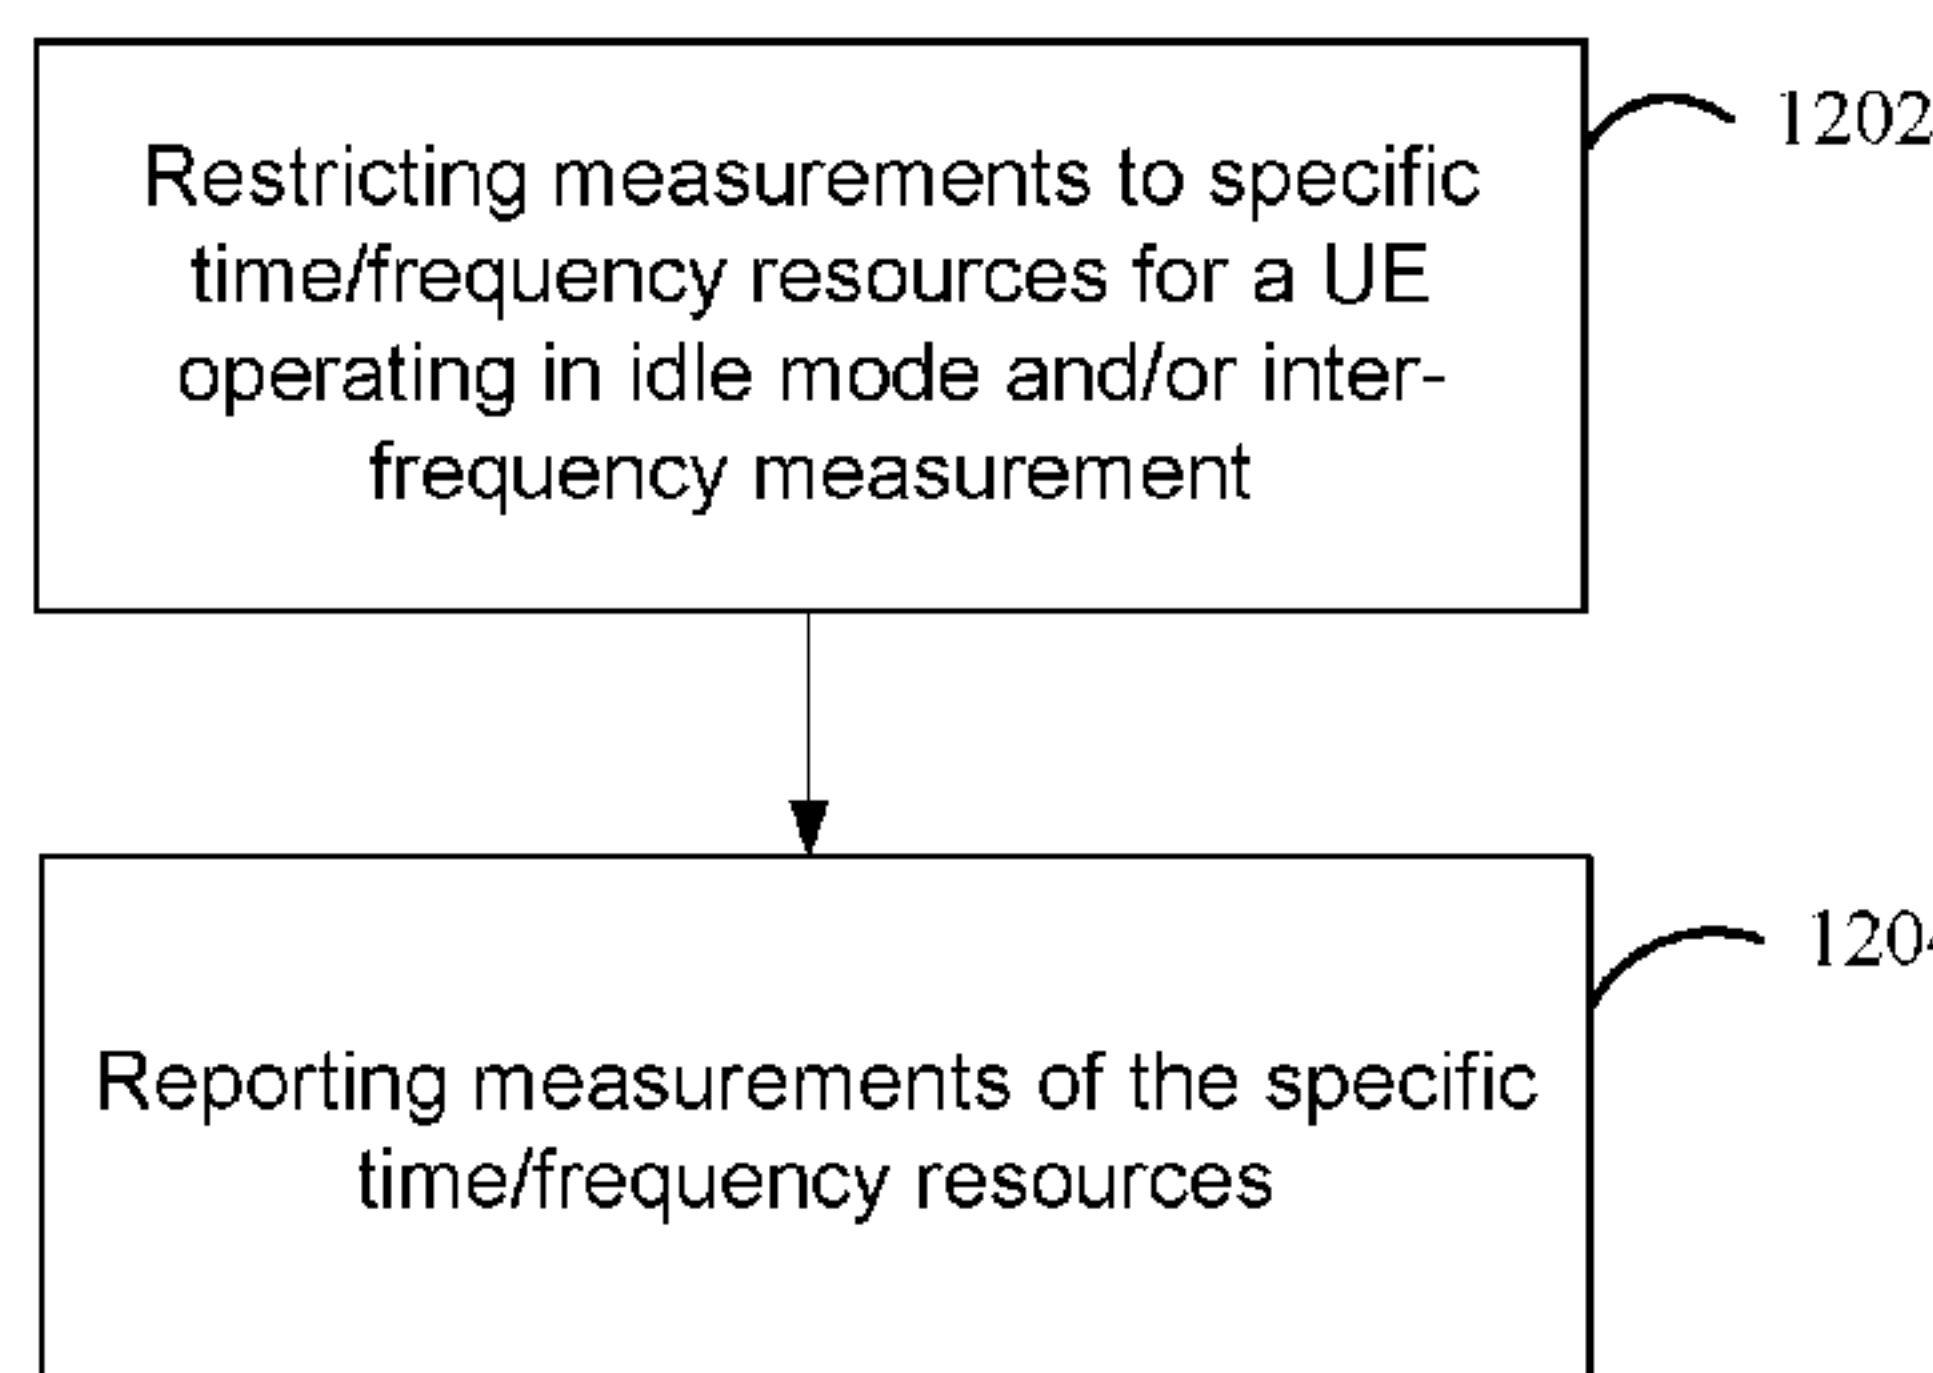 Restricting measurements to specific
time/frequency resources for a UE
operating in idle mode and/or inter-
frequency measurement
1202
Reporting measurements of the specific
time/frequency resources